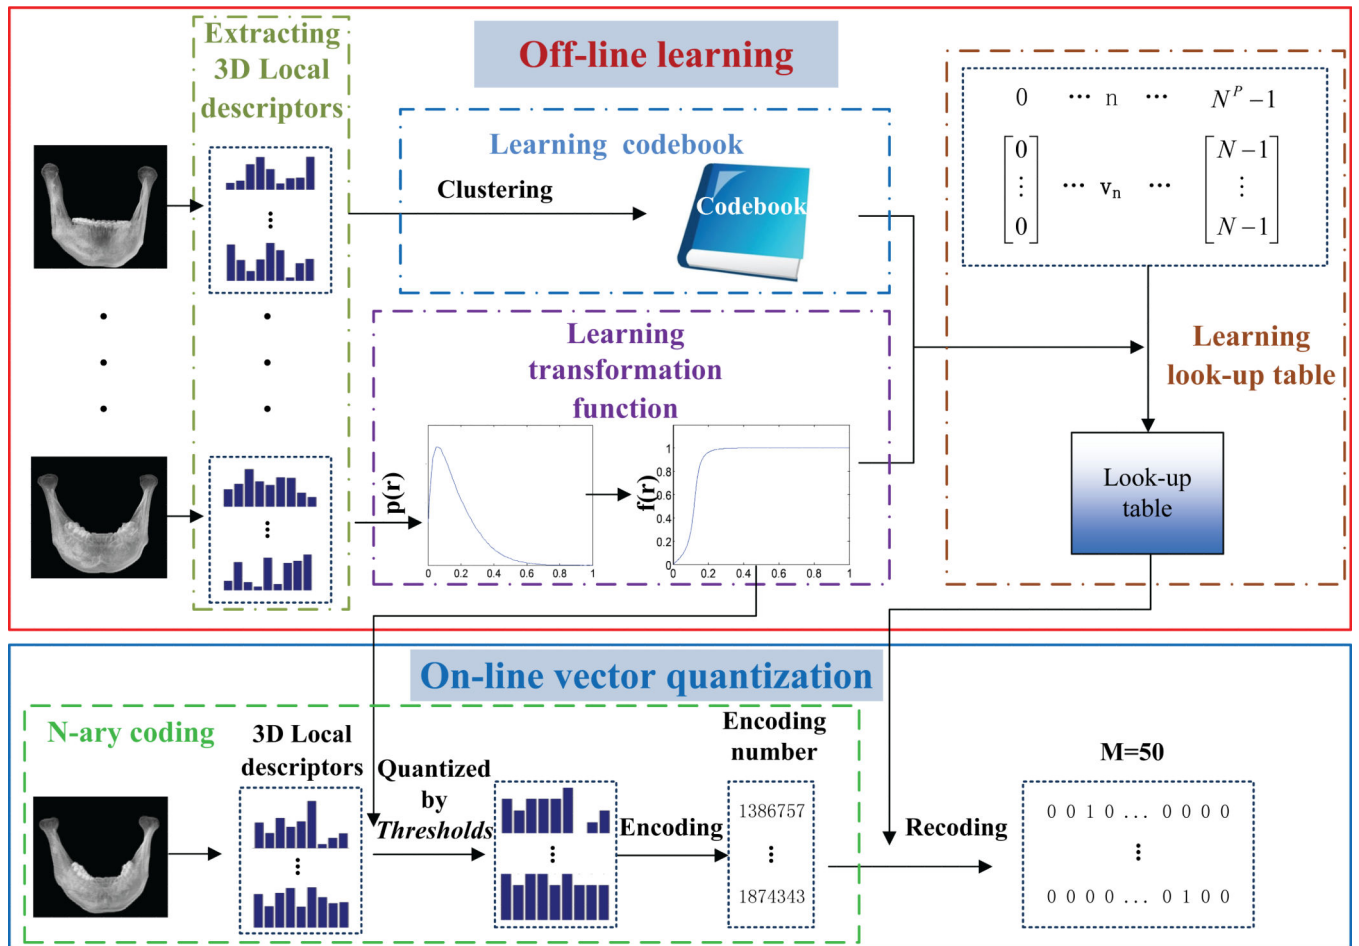 Off-line learning
Extracting
3D Local
descriptors
...
...
...
...
Learning codebook
Clustering
Codebook
Learning
transformation
function
p(r)
0 0.2 0.4 0.6 0.8 1
f(r)
1
0.8
0.6
0.4
0.2
0
0 0.2 0.4 0.6 0.8 1
0 ... n ... N^P-1
[0 ⋮ 0] ... v_n ... [N-1 ⋮ N-1]
Learning
look-up table
Look-up
table
On-line vector quantization
N-ary coding
3D Local
descriptors
Quantized
by
Thresholds
Encoding
Encoding
number
1386757
⋮
1874343
Recoding
M=50
0 0 1 0 ... 0 0 0 0
⋮
0 0 0 0 ... 0 1 0 0